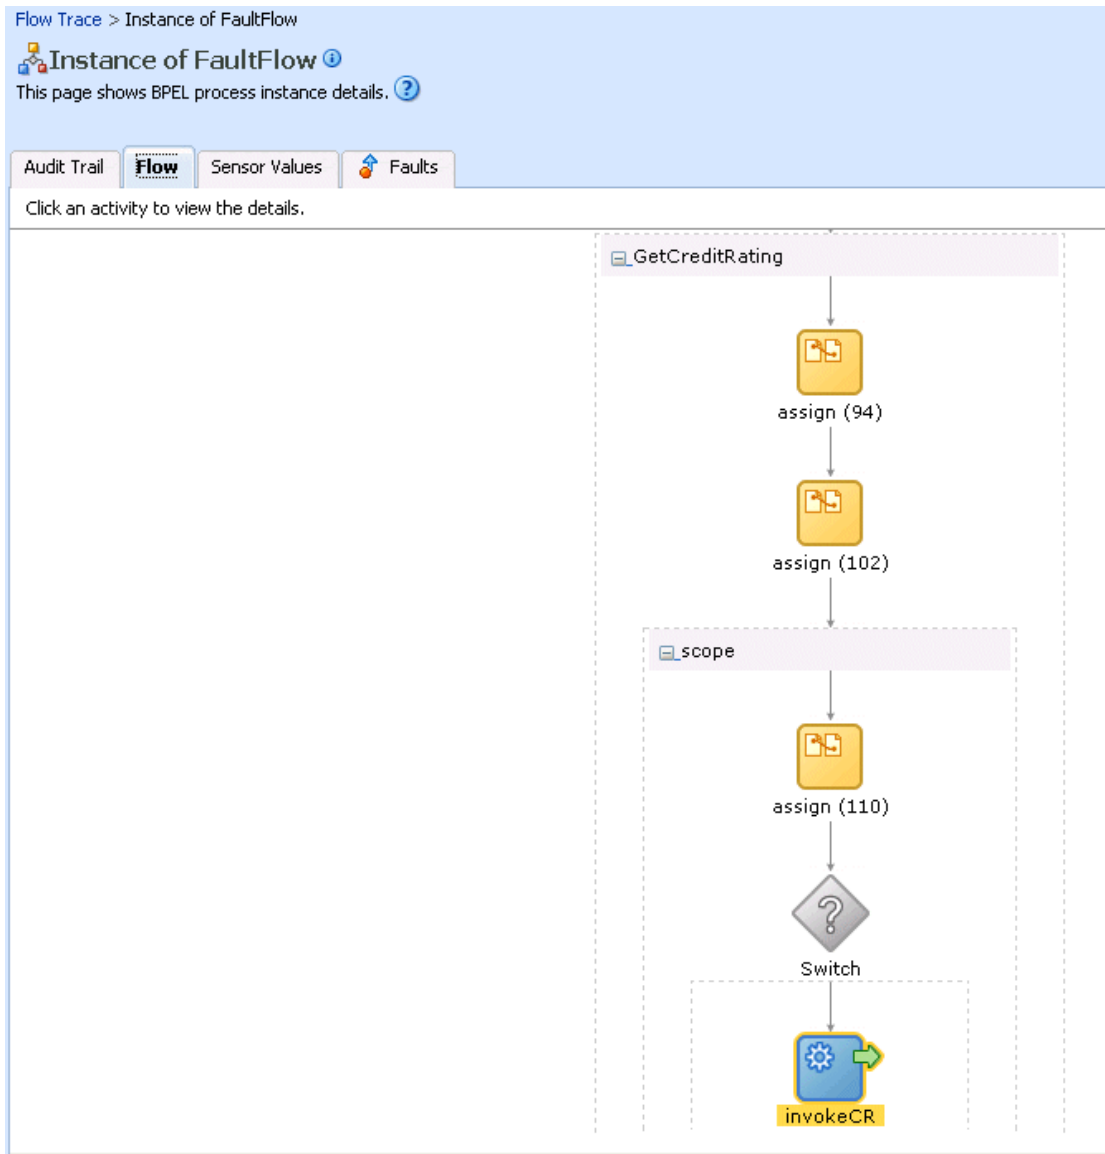 Flow Trace > Instance of FaultFlow
Instance of FaultFlow
This page shows BPEL process instance details.
Audit Trail Flow Sensor Values Faults
Click an activity to view the details.
GetCreditRating
assign (94)
assign (102)
scope
assign (110)
Switch
invokeCR